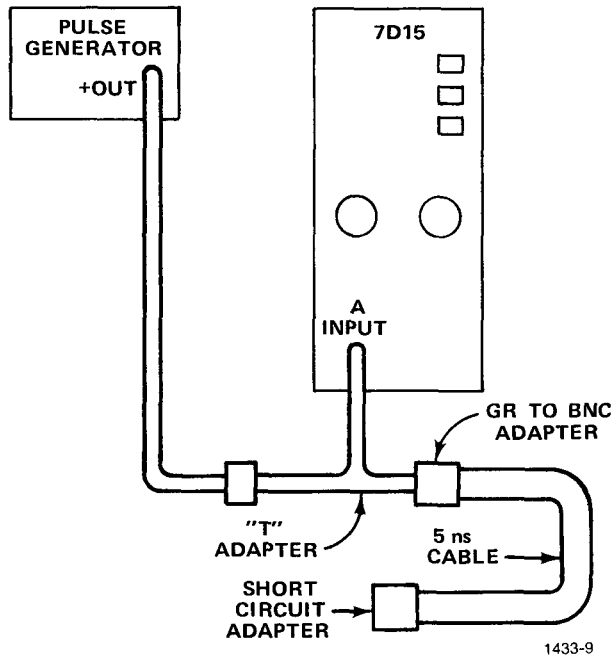 PULSE
GENERATOR
+OUT
7D15
A
INPUT
GR TO BNC
ADAPTER
"T"
ADAPTER
5 ns
CABLE
SHORT
CIRCUIT
ADAPTER
1433-9